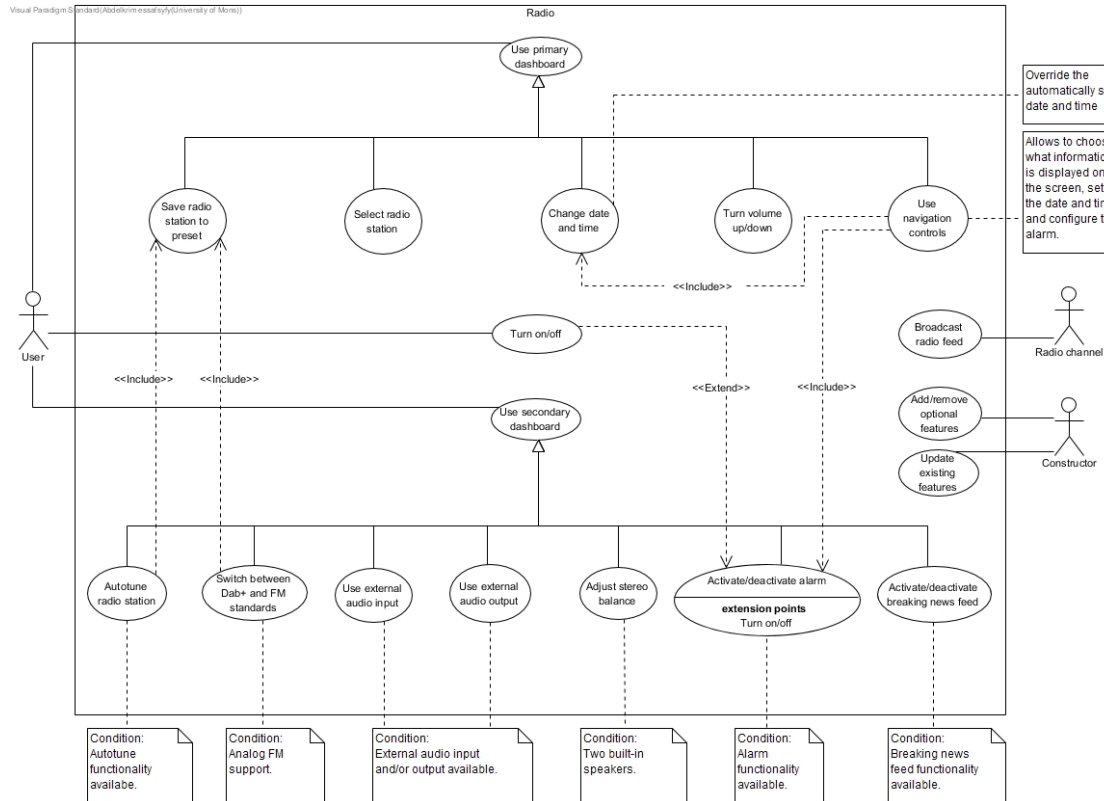 Visual Paradigm Standard(Abdelkrim essafsyfy(University of Mons))
Radio
Use primary
dashboard
Override the
automatically s
date and time
Allows to choos
what informatio
is displayed on
the screen, set
the date and tim
and configure t
alarm.
Save radio
station to
preset
Select radio
station
Change date
and time
Turn volume
up/down
Use
navigation
controls
<<Include>>
User
Turn on/off
Broadcast
radio feed
Radio channel
<<Include>>
<<Include>>
<<Extend>>
<<Include>>
Use secondary
dashboard
Add/remove
optional
features
Update
existing
features
Constructor
Autotune
radio station
Switch between
Dab+ and FM
standards
Use external
audio input
Use external
audio output
Adjust stereo
balance
Activate/deactivate alarm
extension points
Turn on/off
Activate/deactivate
breaking news feed
Condition:
Autotune
functionality
availabe.
Condition:
Analog FM
support.
Condition:
External audio input
and/or output available.
Condition:
Two built-in
speakers.
Condition:
Alarm
functionality
available.
Condition:
Breaking news
feed functionality
available.